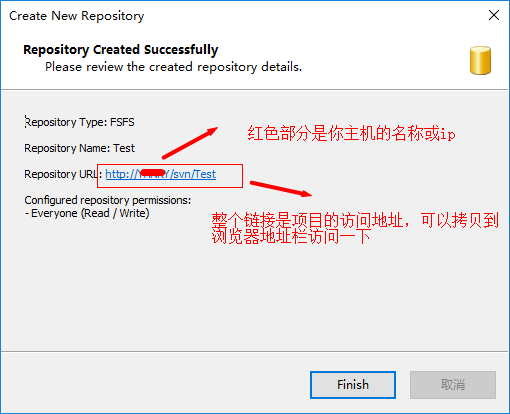 Create New Repository
Repository Created Successfully
Please review the created repository details.
Repository Type: FSFS
红色部分是你主机的名称或ip
Repository Name: Test
Repository URL: http:///svn/Test
Configured repository permissions:
- Everyone (Read / Write)
整个链接是项目的访问地址，可以拷贝到
浏览器地址栏访问一下
Finish
取消